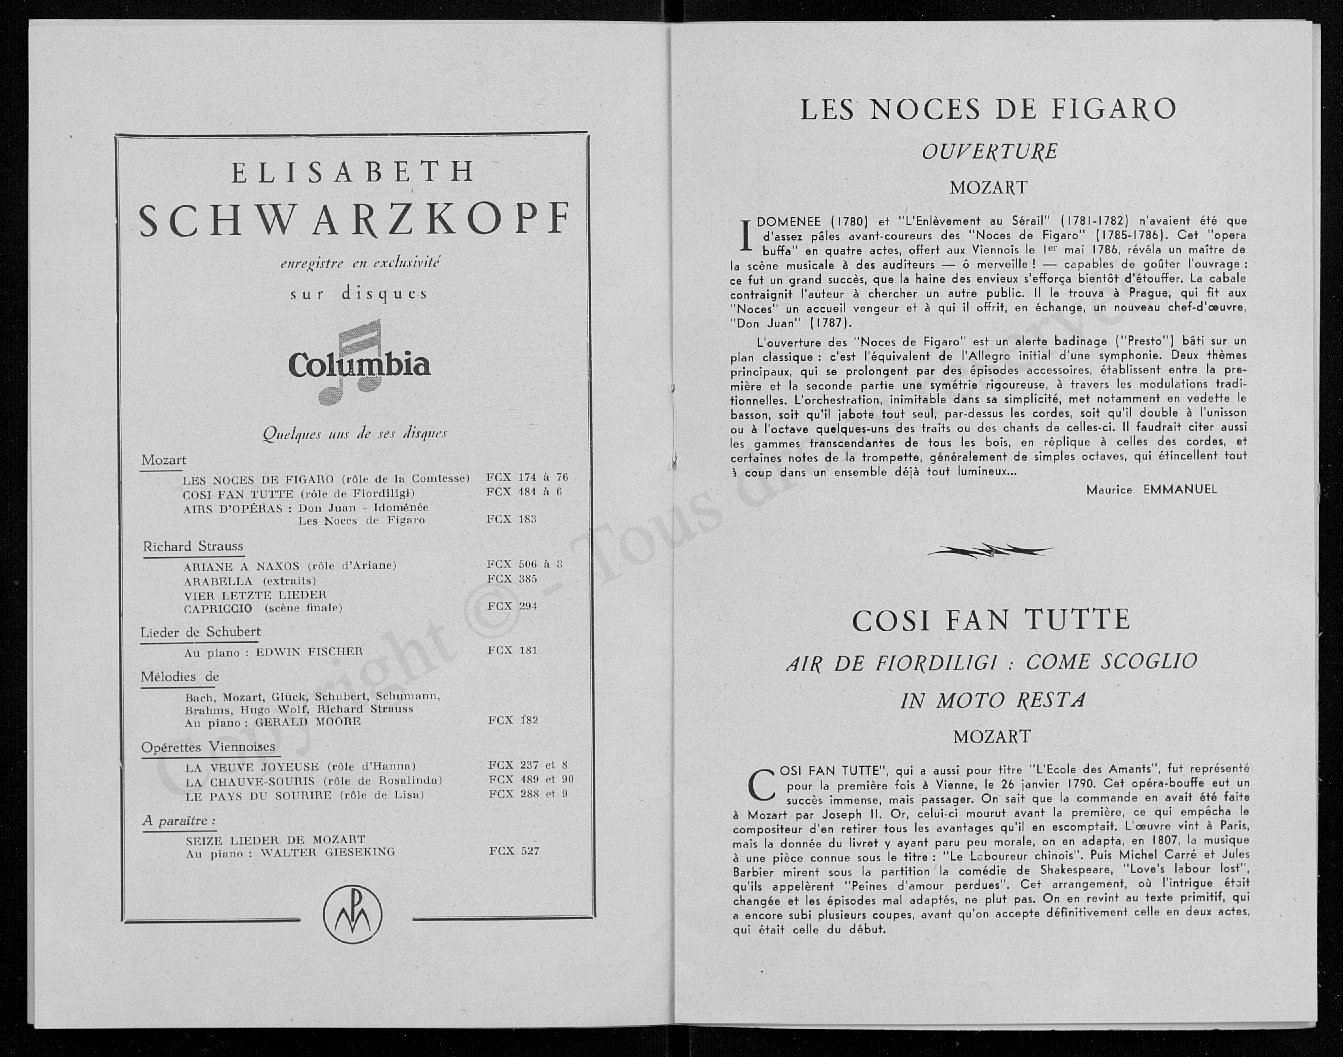 ELISABETH
SCHWARZKOPF
enregistre en exclusivité
sur disques
Columbia
Quelques uns de ses disques
Mozart
LES NOCES DE FIGARO (rôle de la Comtesse) FCX 174 à 76
COSI FAN TUTTE (rôle de Fiordiligi) FCX 484 à 6
AIRS D'OPÉRAS : Don Juan - Idoménée
Les Noces de Figaro FCX 183
Richard Strauss
ARIANE A NAXOS (rôle d'Ariane) FCX 506 à 8
ARABELLA (extraits) FCX 385
VIER LETZTE LIEDER
CAPRICCIO (scène finale) FCX 294
Lieder de Schubert
Au piano : EDWIN FISCHER FCX 181
Mélodies de
Bach, Mozart, Glück, Schubert, Schumann,
Brahms, Hugo Wolf, Richard Strauss
Au piano : GERALD MOORE FCX 182
Opérettes Viennoises
LA VEUVE JOYEUSE (rôle d'Hanna) FCX 237 et 8
LA CHAUVE-SOURIS (rôle de Rosalinda) FCX 489 et 90
LE PAYS DU SOURIRE (rôle de Lisa) FCX 288 et 9
A paraître :
SEIZE LIEDER DE MOZART
Au piano : WALTER GIESEKING FCX 527
LES NOCES DE FIGARO
OUVERTURE
MOZART
IDOMENEE (1780) et "L'Enlèvement au Sérail" (1781-1782) n'avaient été que
d'assez pâles avant-coureurs des "Noces de Figaro" (1785-1786). Cet "opera
buffa" en quatre actes, offert aux Viennois le 1er mai 1786, révéla un maître de
la scène musicale à des auditeurs — ô merveille ! — capables de goûter l'ouvrage :
ce fut un grand succès, que la haine des envieux s'efforça bientôt d'étouffer. La cabale
contraignit l'auteur à chercher un autre public. Il le trouva à Prague, qui fit aux
"Noces" un accueil vengeur et à qui il offrit, en échange, un nouveau chef-d'œuvre,
"Don Juan" (1787).
L'ouverture des "Noces de Figaro" est un alerte badinage ("Presto") bâti sur un
plan classique : c'est l'équivalent de l'Allegro initial d'une symphonie. Deux thèmes
principaux, qui se prolongent par des épisodes accessoires, établissent entre la pre-
mière et la seconde partie une symétrie rigoureuse, à travers les modulations tradi-
tionnelles. L'orchestration, inimitable dans sa simplicité, met notamment en vedette le
basson, soit qu'il jabote tout seul, par-dessus les cordes, soit qu'il double à l'unisson
ou à l'octave quelques-uns des traits ou des chants de celles-ci. Il faudrait citer aussi
les gammes transcendantes de tous les bois, en réplique à celles des cordes, et
certaines notes de la trompette, généralement de simples octaves, qui étincellent tout
à coup dans un ensemble déjà tout lumineux...
Maurice EMMANUEL
COSI FAN TUTTE
AIR DE FIORDILIGI : COME SCOGLIO
IN MOTO RESTA
MOZART
COSI FAN TUTTE", qui a aussi pour titre "L'Ecole des Amants", fut représenté
pour la première fois à Vienne, le 26 janvier 1790. Cet opéra-bouffe eut un
succès immense, mais passager. On sait que la commande en avait été faite
à Mozart par Joseph II. Or, celui-ci mourut avant la première, ce qui empêcha le
compositeur d'en retirer tous les avantages qu'il en escomptait. L'œuvre vint à Paris,
mais la donnée du livret y ayant paru peu morale, on en adapta, en 1807, la musique
à une pièce connue sous le titre : "Le Laboureur chinois". Puis Michel Carré et Jules
Barbier mirent sous la partition la comédie de Shakespeare, "Love's labour lost",
qu'ils appelèrent "Peines d'amour perdues". Cet arrangement, où l'intrigue était
changée et les épisodes mal adaptés, ne plut pas. On en revint au texte primitif, qui
a encore subi plusieurs coupes, avant qu'on accepte définitivement celle en deux actes,
qui était celle du début.
Copyright © - Tous